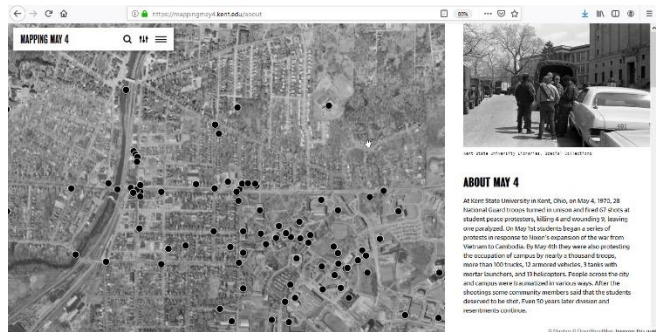 https://mappingmay4.kent.edu/about
80%
MAPPING MAY 4
401
Kent State University Libraries, Special Collections
ABOUT MAY 4
At Kent State University in Kent, Ohio, on May 4, 1970, 28
National Guard troops turned in unison and fired 67 shots at
student peace protesters, killing 4 and wounding 9, leaving
one paralyzed. On May 1st students began a series of
protests in response to Nixon's expansion of the war from
Vietnam to Cambodia. By May 4th they were also protesting
the occupation of campus by nearly a thousand troops,
more than 100 trucks, 12 armored vehicles, 3 tanks with
mortar launchers, and 13 helicopters. People across the city
and campus were traumatized in various ways. After the
shootings some community members said that the students
deserved to be shot. Even 50 years later division and
resentments continue.